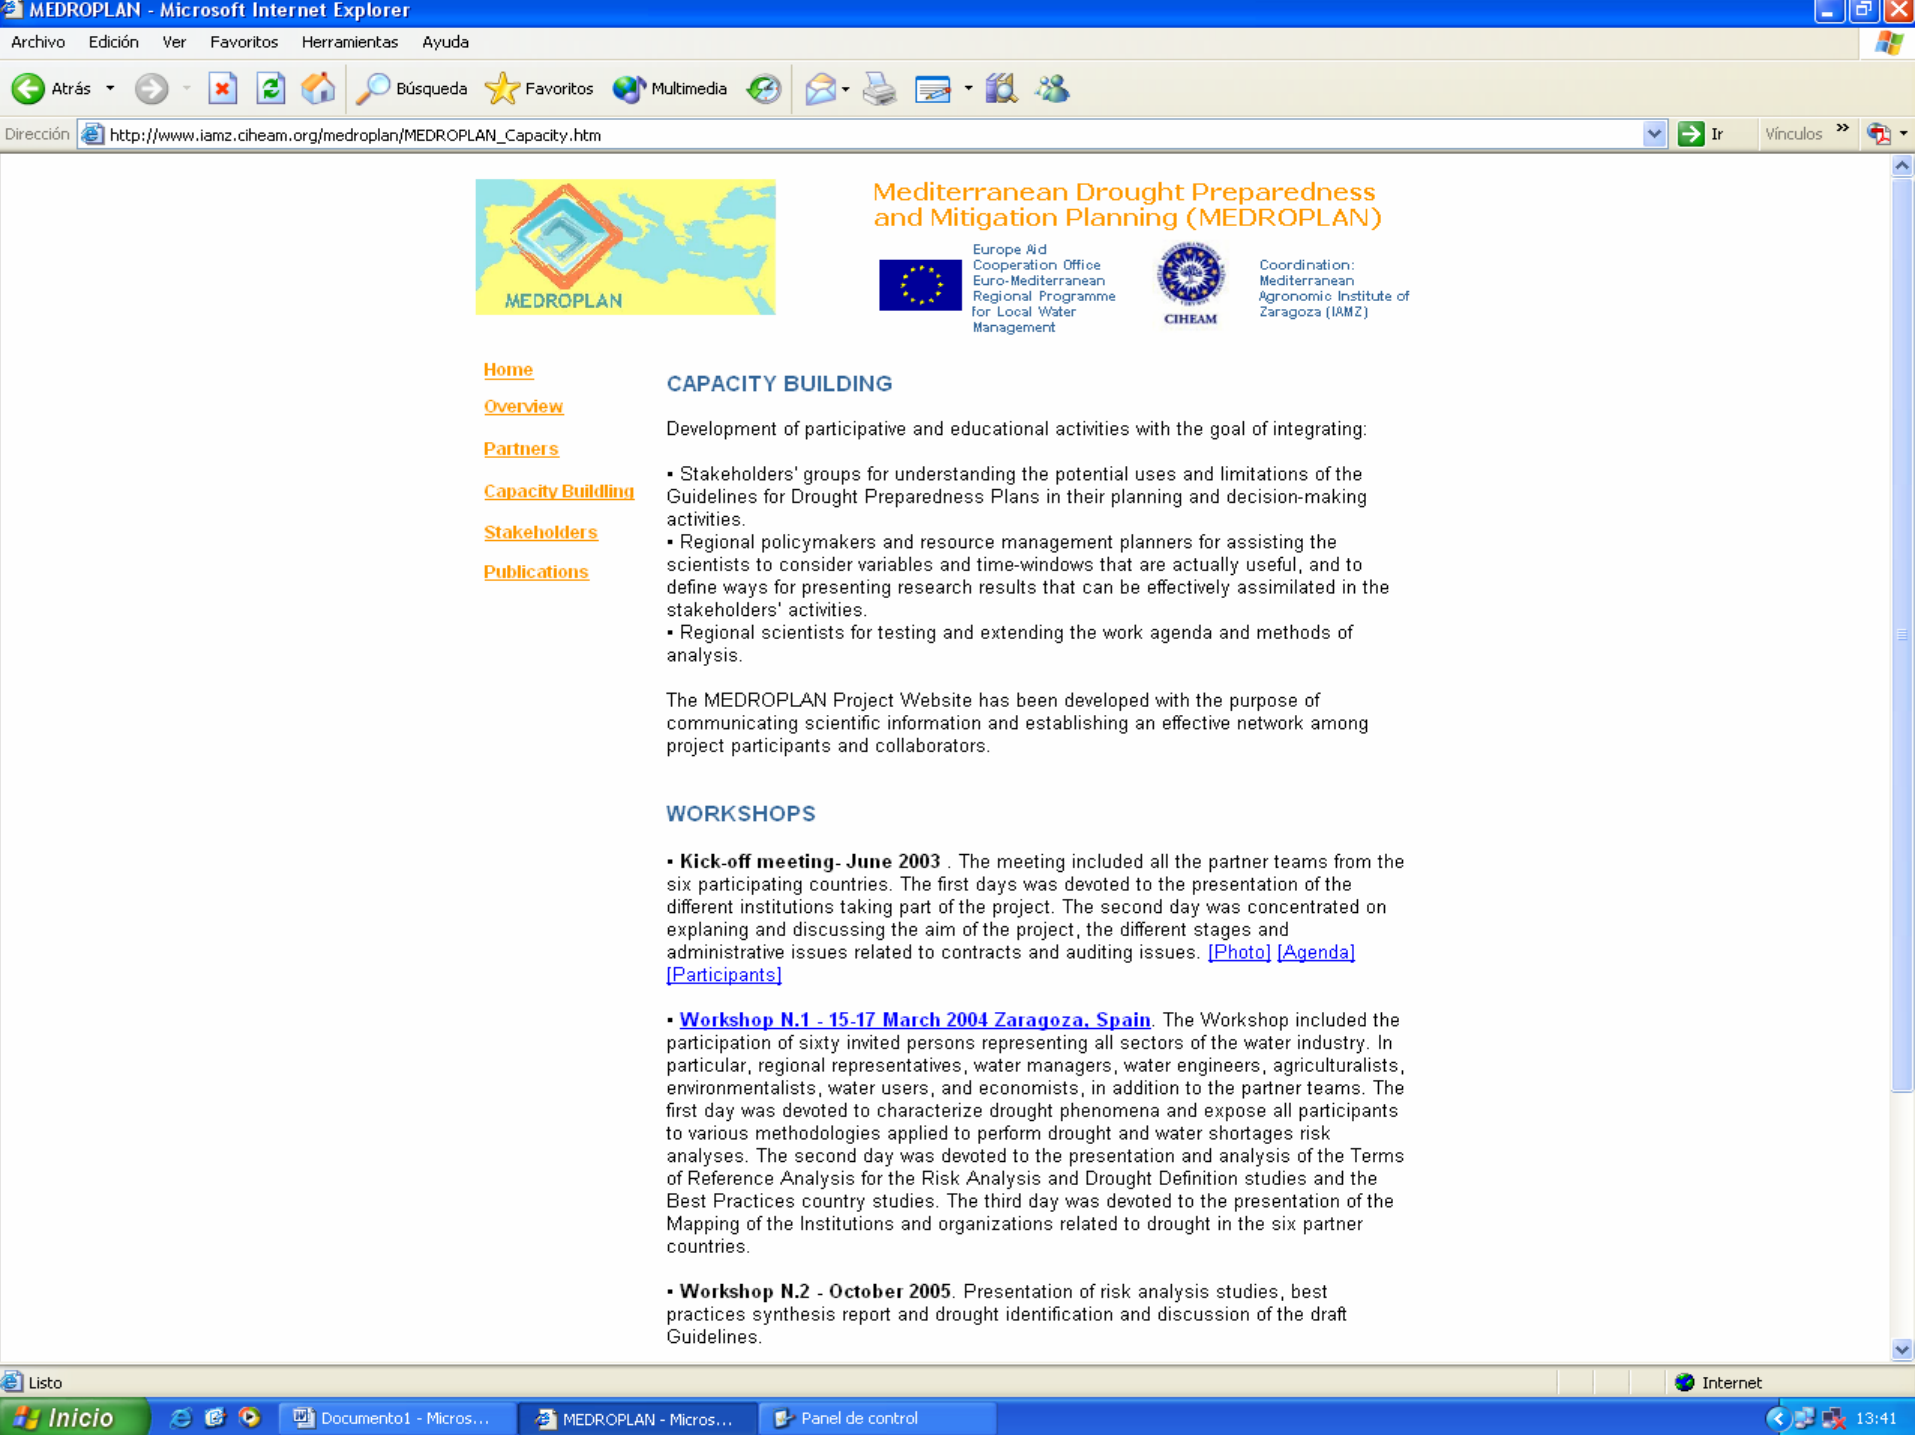 MEDROPLAN - Microsoft Internet Explorer
Archivo Edición Ver Favoritos Herramientas Ayuda
Atrás Búsqueda Favoritos Multimedia
Dirección http://www.iamz.ciheam.org/medroplan/MEDROPLAN_Capacity.htm Ir Vínculos »
MEDROPLAN
Mediterranean Drought Preparedness
and Mitigation Planning (MEDROPLAN)
Europe Aid
Cooperation Office
Euro-Mediterranean
Regional Programme
for Local Water
Management
CIHEAM
Coordination:
Mediterranean
Agronomic Institute of
Zaragoza (IAMZ)
Home
Overview
Partners
Capacity Buildling
Stakeholders
Publications
CAPACITY BUILDING
Development of participative and educational activities with the goal of integrating:
▪ Stakeholders' groups for understanding the potential uses and limitations of the
Guidelines for Drought Preparedness Plans in their planning and decision-making
activities.
▪ Regional policymakers and resource management planners for assisting the
scientists to consider variables and time-windows that are actually useful, and to
define ways for presenting research results that can be effectively assimilated in the
stakeholders' activities.
▪ Regional scientists for testing and extending the work agenda and methods of
analysis.
The MEDROPLAN Project Website has been developed with the purpose of
communicating scientific information and establishing an effective network among
project participants and collaborators.
WORKSHOPS
▪ Kick-off meeting- June 2003 . The meeting included all the partner teams from the
six participating countries. The first days was devoted to the presentation of the
different institutions taking part of the project. The second day was concentrated on
explaning and discussing the aim of the project, the different stages and
administrative issues related to contracts and auditing issues. [Photo] [Agenda]
[Participants]
▪ Workshop N.1 - 15-17 March 2004 Zaragoza, Spain. The Workshop included the
participation of sixty invited persons representing all sectors of the water industry. In
particular, regional representatives, water managers, water engineers, agriculturalists,
environmentalists, water users, and economists, in addition to the partner teams. The
first day was devoted to characterize drought phenomena and expose all participants
to various methodologies applied to perform drought and water shortages risk
analyses. The second day was devoted to the presentation and analysis of the Terms
of Reference Analysis for the Risk Analysis and Drought Definition studies and the
Best Practices country studies. The third day was devoted to the presentation of the
Mapping of the Institutions and organizations related to drought in the six partner
countries.
▪ Workshop N.2 - October 2005. Presentation of risk analysis studies, best
practices synthesis report and drought identification and discussion of the draft
Guidelines.
Listo Internet
Inicio Documento1 - Micros... MEDROPLAN - Micros... Panel de control 13:41